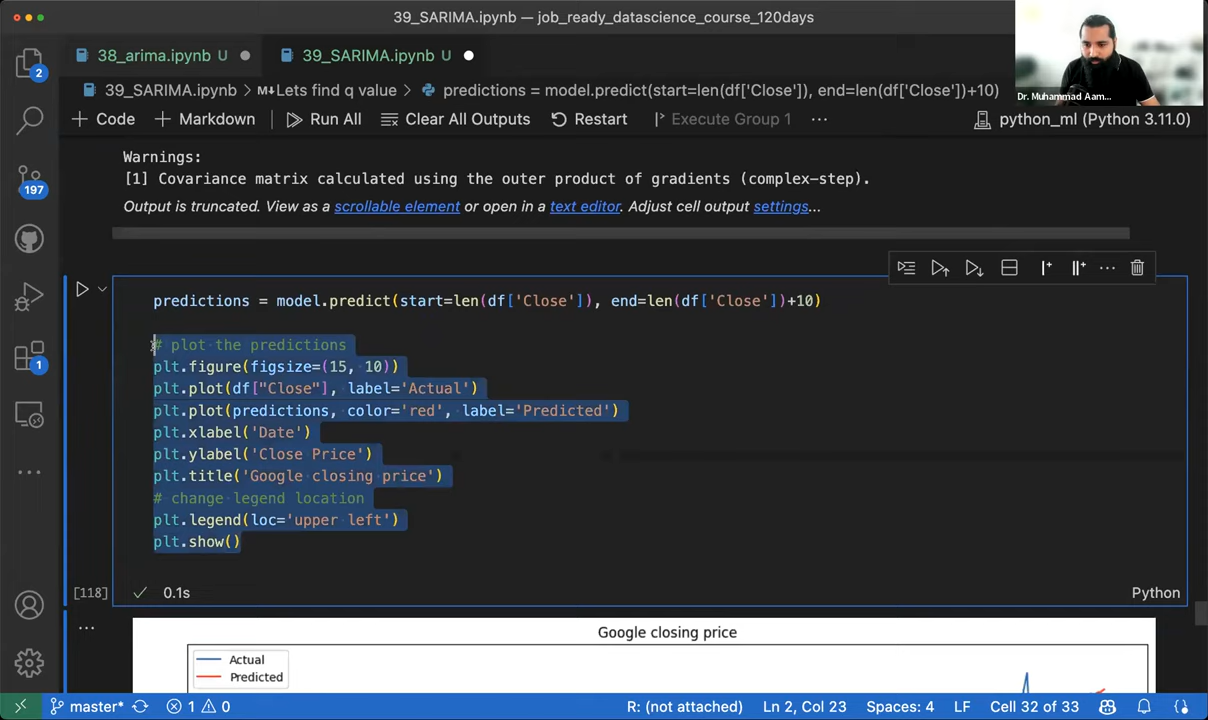 39_SARIMA.ipynb — job_ready_datascience_course_120days
38_arima.ipynb U
39_SARIMA.ipynb U
39_SARIMA.ipynb > M↓Lets find q value > predictions = model.predict(start=len(df['Close']), end=len(df['Close'])+10)
Dr. Muhammad Aam...
+ Code + Markdown Run All Clear All Outputs Restart Execute Group 1 ... python_ml (Python 3.11.0)
2
197
1
Warnings:
[1] Covariance matrix calculated using the outer product of gradients (complex-step).
Output is truncated. View as a scrollable element or open in a text editor. Adjust cell output settings...
predictions = model.predict(start=len(df['Close']), end=len(df['Close'])+10)
# plot the predictions
plt.figure(figsize=(15, 10))
plt.plot(df["Close"], label='Actual')
plt.plot(predictions, color='red', label='Predicted')
plt.xlabel('Date')
plt.ylabel('Close Price')
plt.title('Google closing price')
# change legend location
plt.legend(loc='upper left')
plt.show()
[118] 0.1s Python
Google closing price
Actual
Predicted
master* 1 0 R: (not attached) Ln 2, Col 23 Spaces: 4 LF Cell 32 of 33